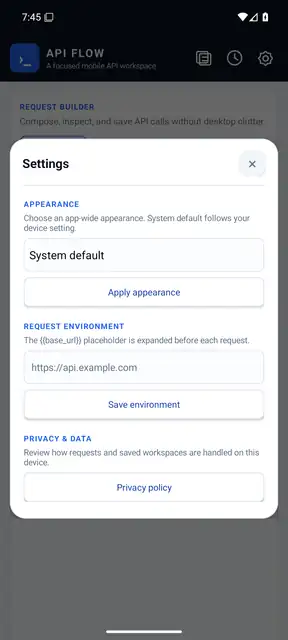 7:45
API FLOW
A focused mobile API workspace
REQUEST BUILDER
Compose, inspect, and save API calls without desktop clutter.
Settings
APPEARANCE
Choose an app-wide appearance. System default follows your
device setting.
System default
Apply appearance
REQUEST ENVIRONMENT
The {{base_url}} placeholder is expanded before each request.
https://api.example.com
Save environment
PRIVACY & DATA
Review how requests and saved workspaces are handled on this
device.
Privacy policy